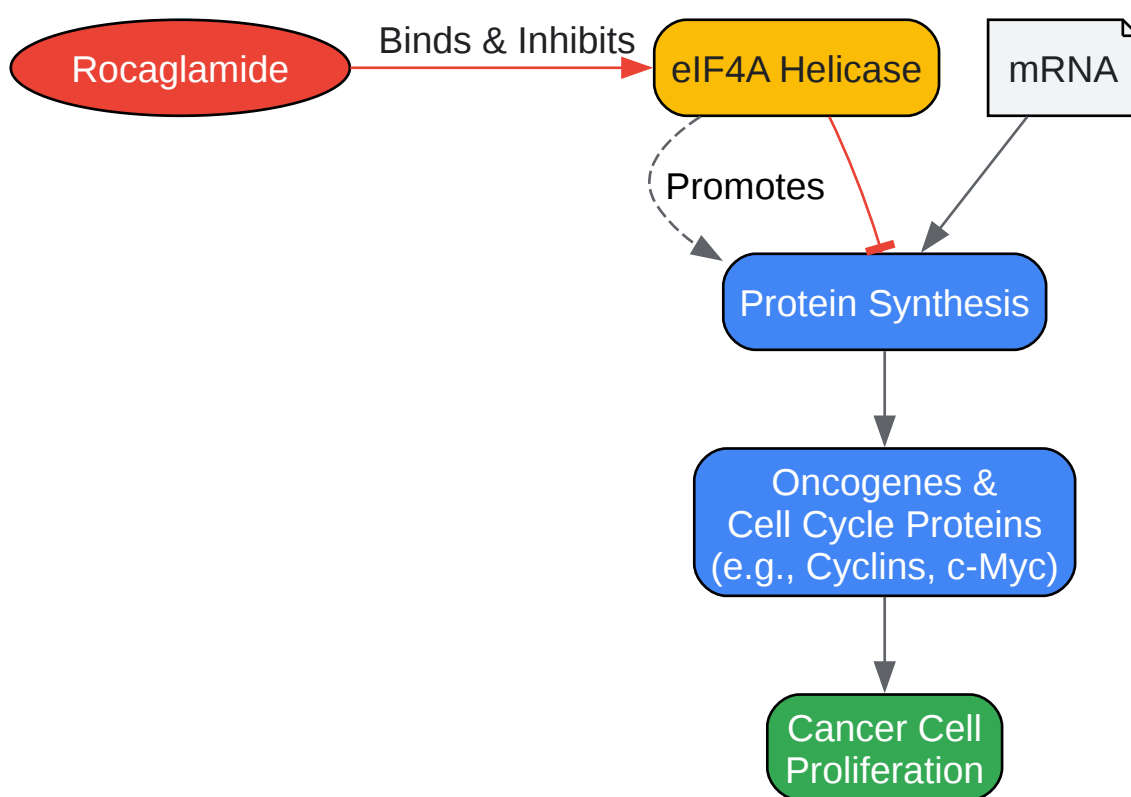 Binds & Inhibits
Rocaglamide
eIF4A Helicase
mRNA
Promotes
Protein Synthesis
Oncogenes &
Cell Cycle Proteins
(e.g., Cyclins, c-Myc)
Cancer Cell
Proliferation